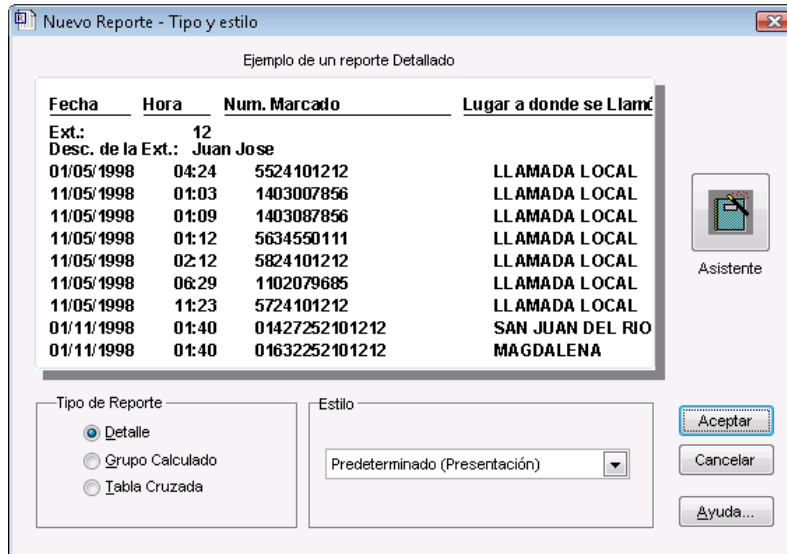 Nuevo Reporte - Tipo y estilo
Ejemplo de un reporte Detallado
Fecha Hora Num. Marcado Lugar a donde se Llamó
Ext.: 12
Desc. de la Ext.: Juan Jose
01/05/1998 04:24 5524101212 LLAMADA LOCAL
11/05/1998 01:03 1403007856 LLAMADA LOCAL
11/05/1998 01:09 1403087856 LLAMADA LOCAL
11/05/1998 01:12 5634550111 LLAMADA LOCAL
11/05/1998 02:12 5824101212 LLAMADA LOCAL
11/05/1998 06:29 1102079685 LLAMADA LOCAL
11/05/1998 11:23 5724101212 LLAMADA LOCAL
01/11/1998 01:40 01427252101212 SAN JUAN DEL RIO
01/11/1998 01:40 01632252101212 MAGDALENA
Asistente
Tipo de Reporte
Detalle
Grupo Calculado
Tabla Cruzada
Estilo
Predeterminado (Presentación)
Aceptar
Cancelar
Ayuda...